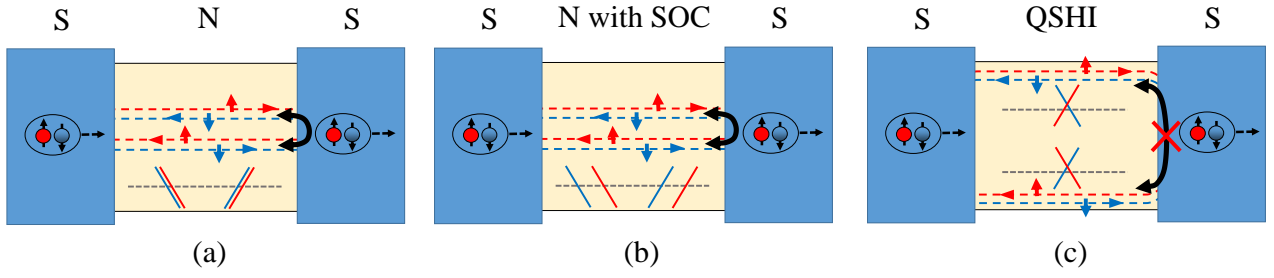 S N S
S N with SOC S
S QSHI S
(a)
(b)
(c)